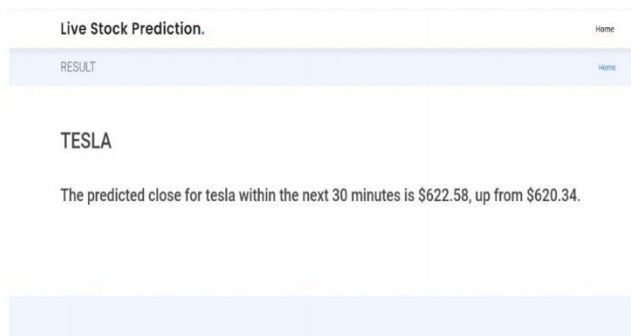 Live Stock Prediction.
Home
RESULT
Home
TESLA
The predicted close for tesla within the next 30 minutes is $622.58, up from $620.34.